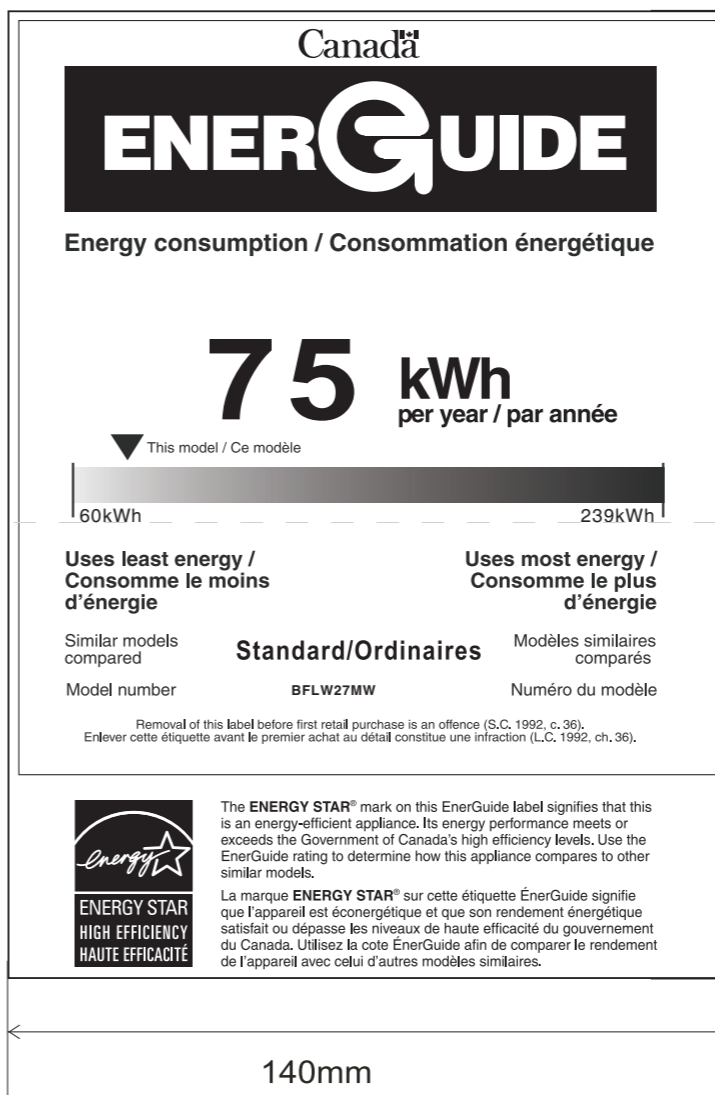 Canada
ENERGUIDE
Energy consumption / Consommation énergétique
75 kWh
per year / par année
This model / Ce modèle
60kWh 239kWh
Uses least energy / Uses most energy /
Consomme le moins Consomme le plus
d'énergie d'énergie
Similar models Standard/Ordinaires Modèles similaires
compared comparés
Model number BFLW27MW Numéro du modèle
Removal of this label before first retail purchase is an offence (S.C. 1992, c. 36).
Enlever cette étiquette avant le premier achat au détail constitue une infraction (L.C. 1992, ch. 36).
energy
ENERGY STAR
HIGH EFFICIENCY
HAUTE EFFICACITÉ
The ENERGY STAR® mark on this EnerGuide label signifies that this
is an energy-efficient appliance. Its energy performance meets or
exceeds the Government of Canada's high efficiency levels. Use the
EnerGuide rating to determine how this appliance compares to other
similar models.
La marque ENERGY STAR® sur cette étiquette ÉnerGuide signifie
que l'appareil est éconergétique et que son rendement énergétique
satisfait ou dépasse les niveaux de haute efficacité du gouvernement
du Canada. Utilisez la cote ÉnerGuide afin de comparer le rendement
de l'appareil avec celui d'autres modèles similaires.
140mm